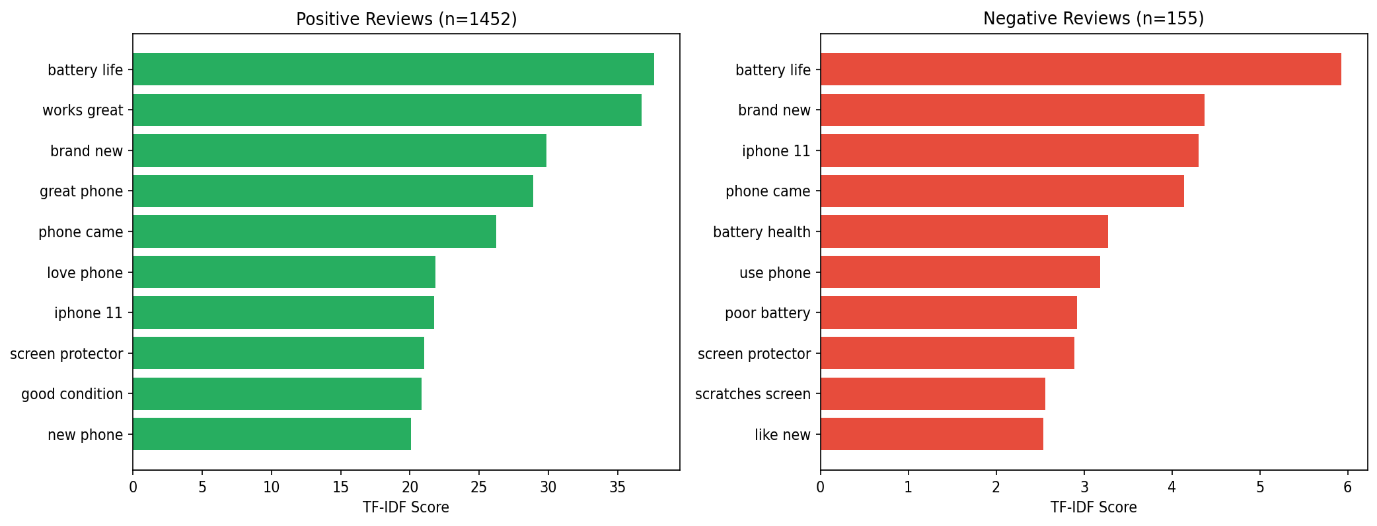 Positive Reviews (n=1452)
battery life
works great
brand new
great phone
phone came
love phone
iphone 11
screen protector
good condition
new phone
0 5 10 15 20 25 30 35
TF-IDF Score
Negative Reviews (n=155)
battery life
brand new
iphone 11
phone came
battery health
use phone
poor battery
screen protector
scratches screen
like new
0 1 2 3 4 5 6
TF-IDF Score